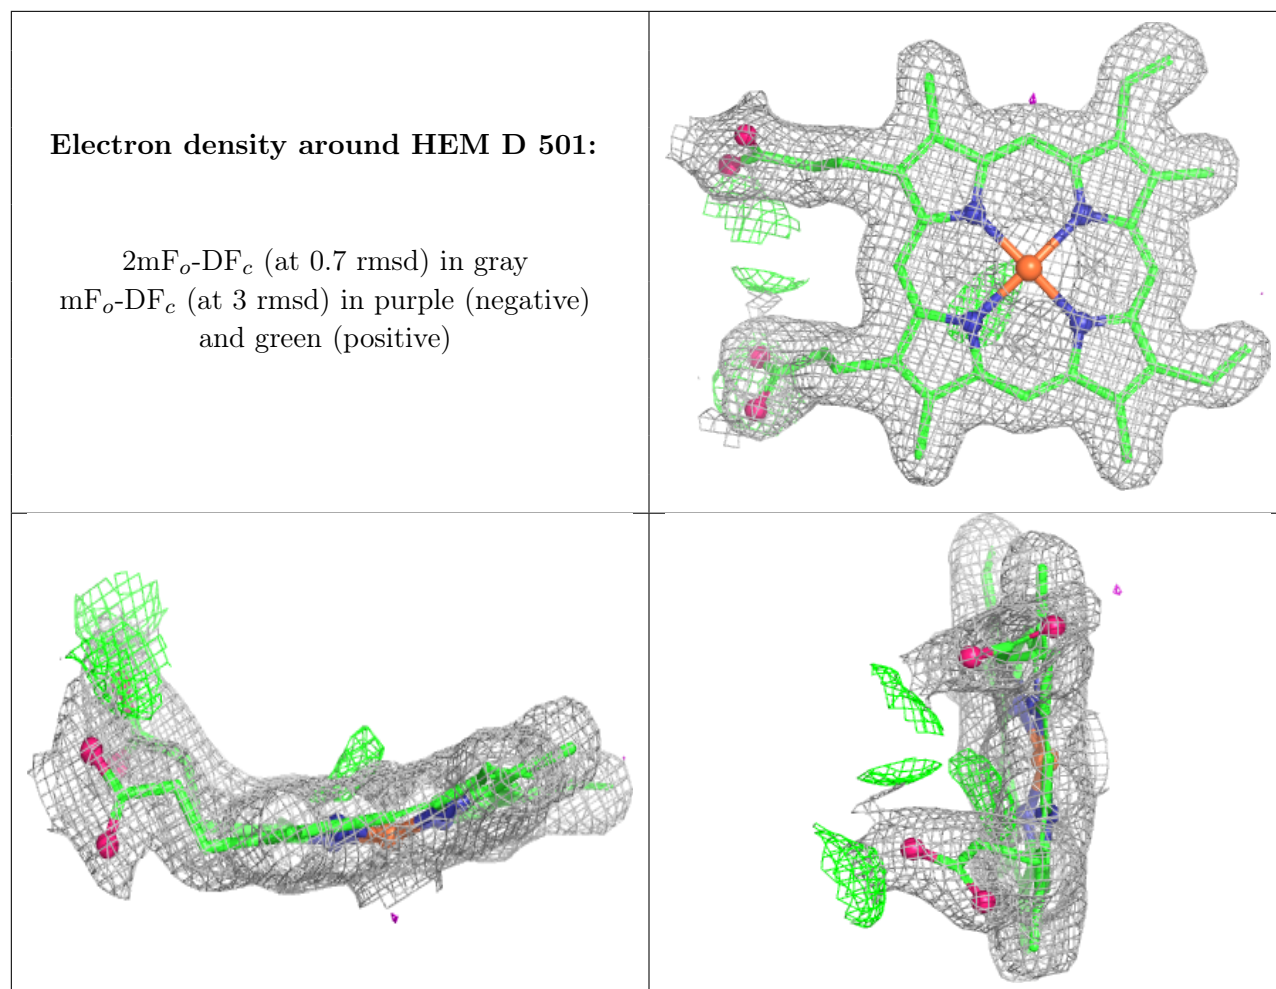 Electron density around HEM D 501:
2mFₒ-DF𝒸 (at 0.7 rmsd) in gray
mFₒ-DF𝒸 (at 3 rmsd) in purple (negative)
and green (positive)